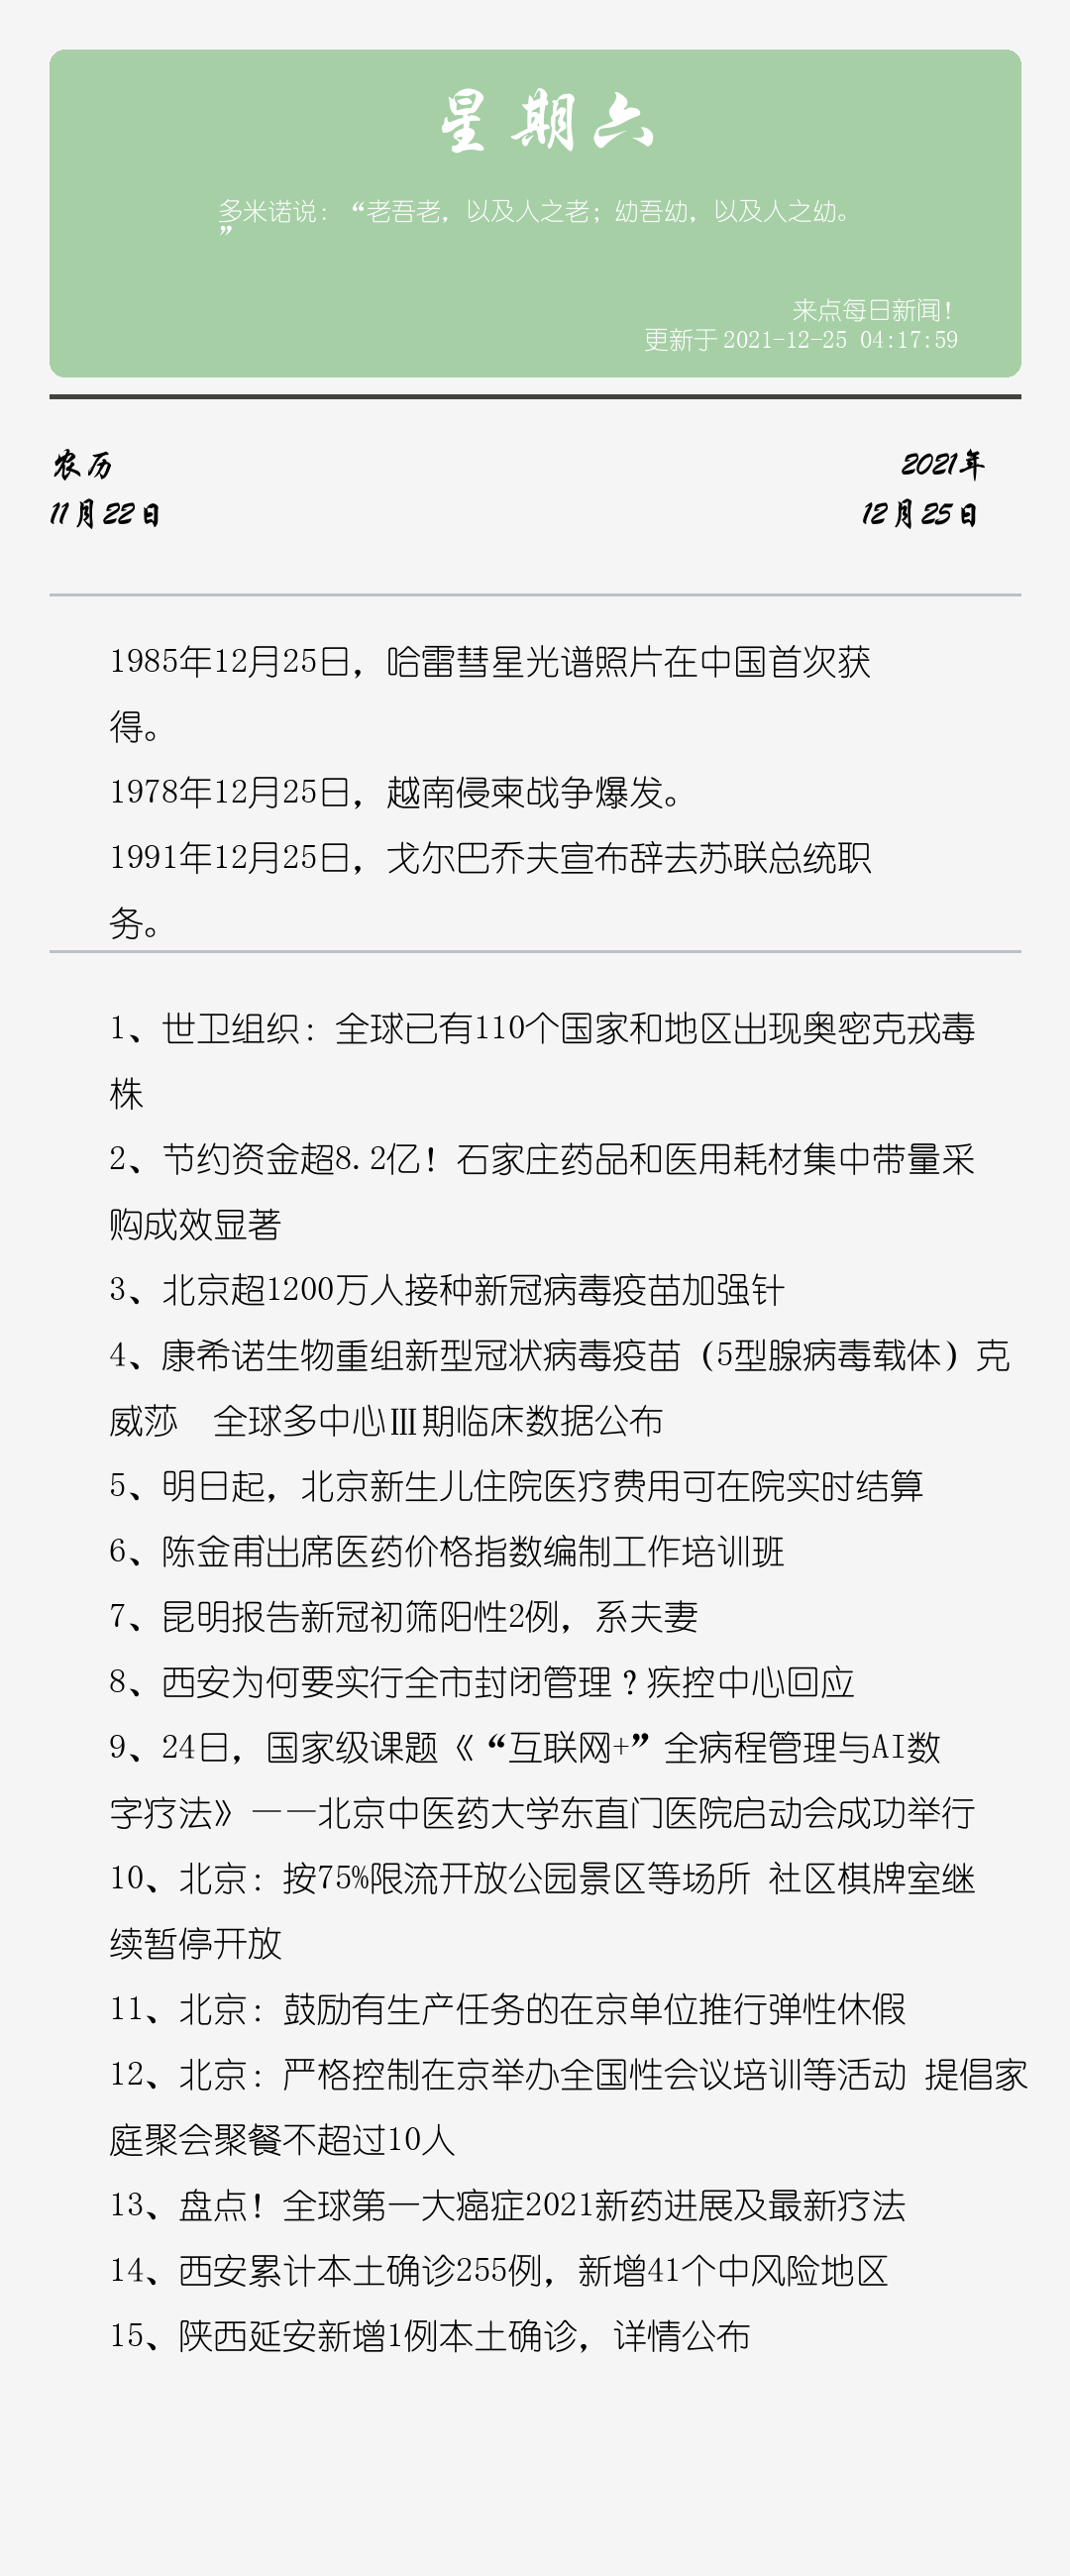 星期六
多米诺说：“老吾老，以及人之老；幼吾幼，以及人之幼。
”
来点每日新闻！
更新于 2021-12-25 04:17:59
农历
2021年
11月22日
12月25日
1985年12月25日，哈雷彗星光谱照片在中国首次获
得。
1978年12月25日，越南侵柬战争爆发。
1991年12月25日，戈尔巴乔夫宣布辞去苏联总统职
务。
1、世卫组织：全球已有110个国家和地区出现奥密克戎毒
株
2、节约资金超8.2亿！石家庄药品和医用耗材集中带量采
购成效显著
3、北京超1200万人接种新冠病毒疫苗加强针
4、康希诺生物重组新型冠状病毒疫苗（5型腺病毒载体）克
威莎　全球多中心Ⅲ期临床数据公布
5、明日起，北京新生儿住院医疗费用可在院实时结算
6、陈金甫出席医药价格指数编制工作培训班
7、昆明报告新冠初筛阳性2例，系夫妻
8、西安为何要实行全市封闭管理？疾控中心回应
9、24日，国家级课题《“互联网+”全病程管理与AI数
字疗法》——北京中医药大学东直门医院启动会成功举行
10、北京：按75%限流开放公园景区等场所 社区棋牌室继
续暂停开放
11、北京：鼓励有生产任务的在京单位推行弹性休假
12、北京：严格控制在京举办全国性会议培训等活动 提倡家
庭聚会聚餐不超过10人
13、盘点！全球第一大癌症2021新药进展及最新疗法
14、西安累计本土确诊255例，新增41个中风险地区
15、陕西延安新增1例本土确诊，详情公布